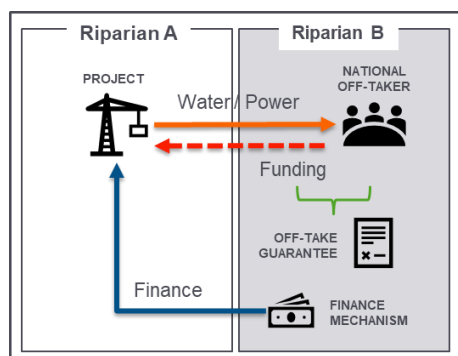 Riparian A
Riparian B
PROJECT
NATIONAL
OFF-TAKER
Water/ Power
Funding
OFF-TAKE
GUARANTEE
Finance
FINANCE
MECHANISM